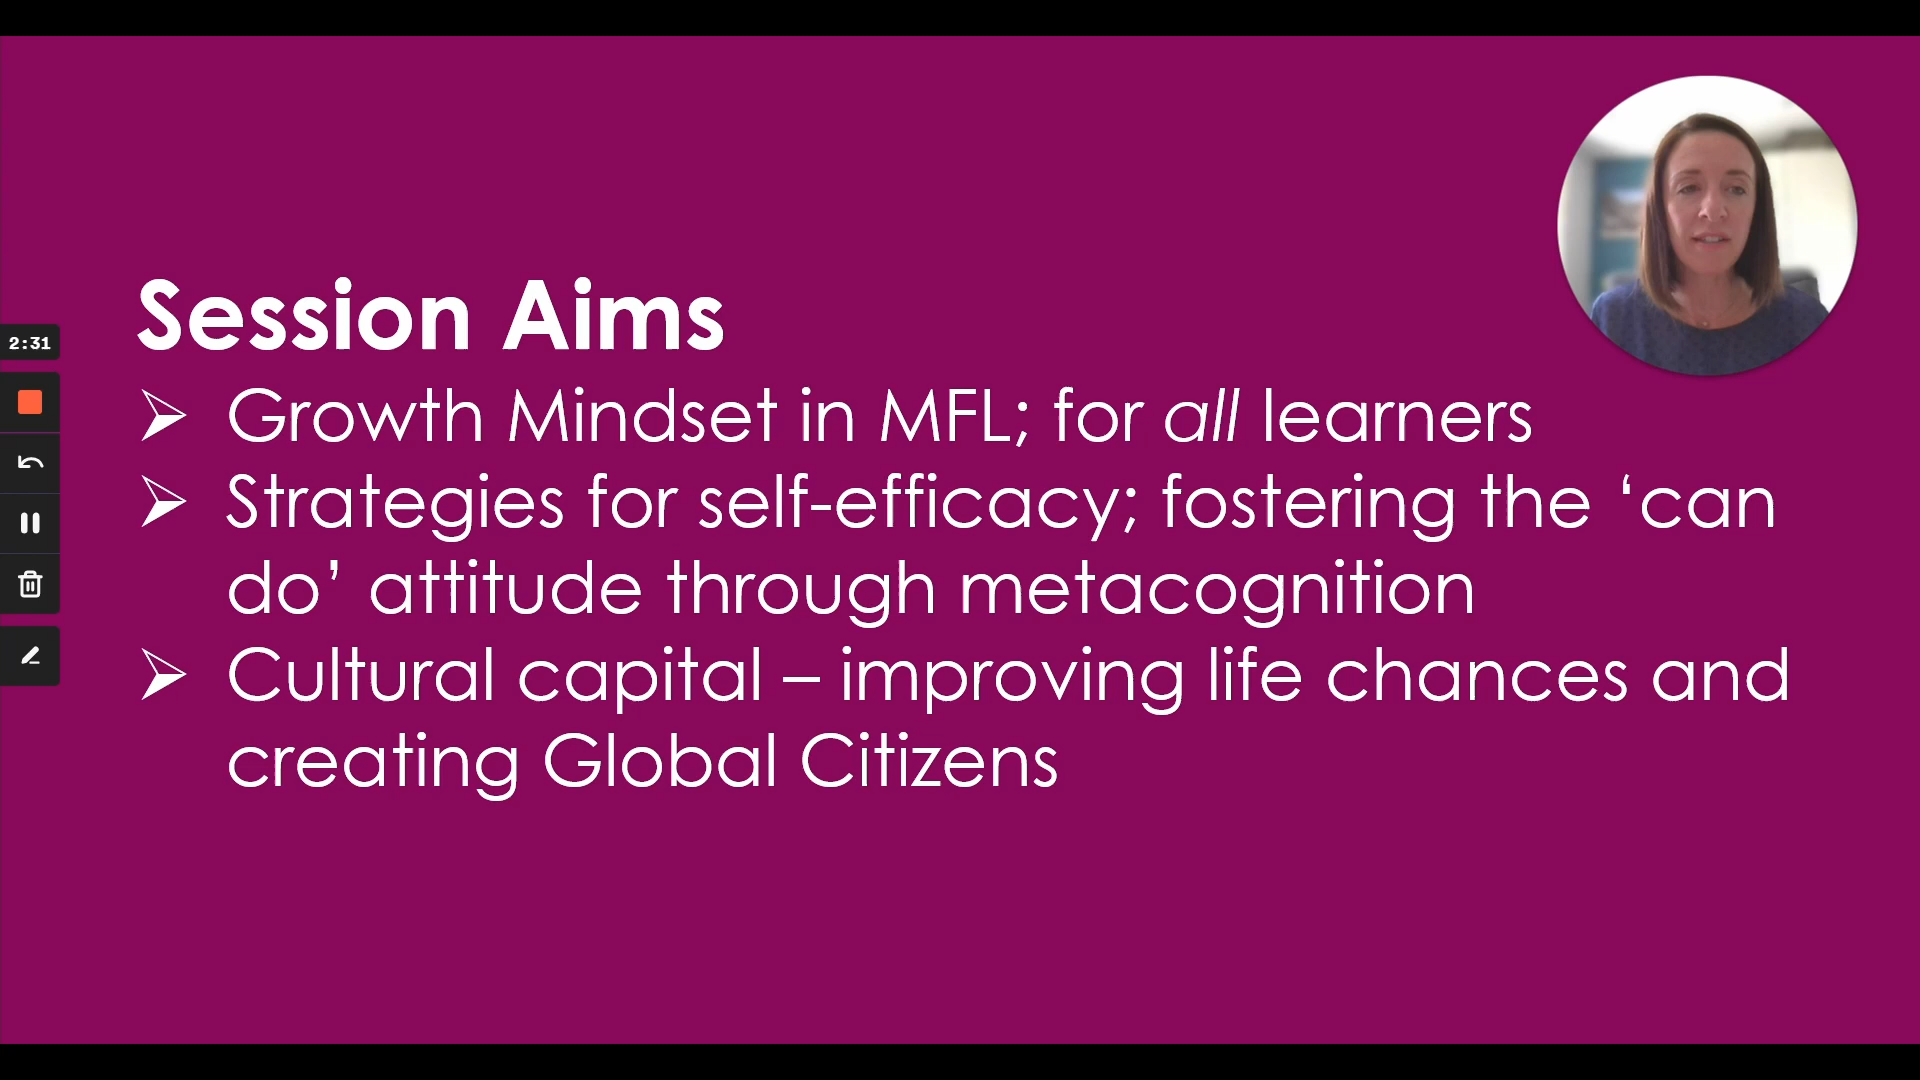 Session Aims
Growth Mindset in MFL; for all learners
Strategies for self-efficacy; fostering the ‘can
do’ attitude through metacognition
Cultural capital – improving life chances and
creating Global Citizens
2:31